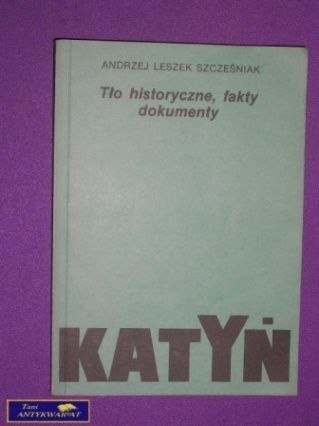 ANDRZEJ LESZEK SZCZEŚNIAK
Tło historyczne, fakty
dokumenty
KATYŃ
Tani
ANTYKWARIAT